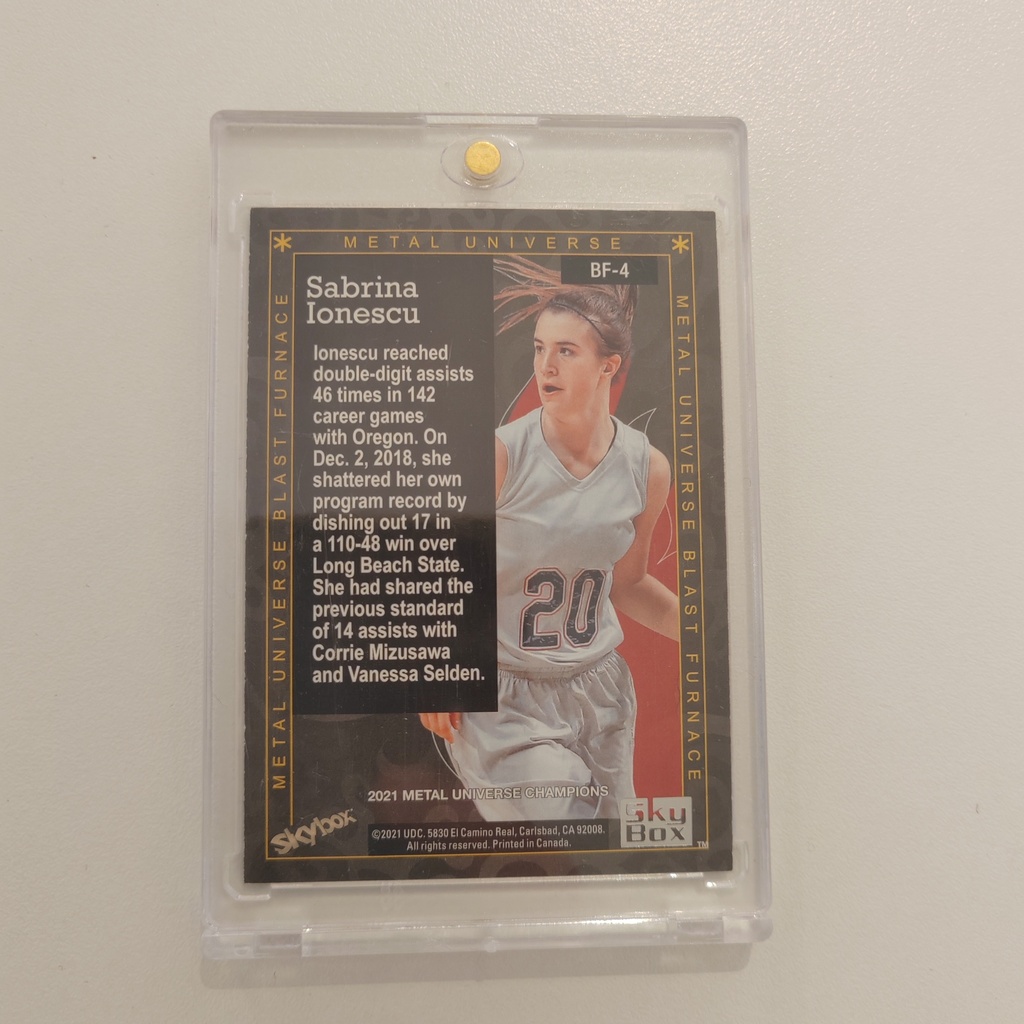 METAL UNIVERSE
BF-4
METAL UNIVERSE BLAST FURNACE
METAL UNIVERSE BLAST FURNACE
Sabrina
Ionescu
Ionescu reached
double-digit assists
46 times in 142
career games
with Oregon. On
Dec. 2, 2018, she
shattered her own
program record by
dishing out 17 in
a 110-48 win over
Long Beach State.
She had shared the
previous standard
of 14 assists with
Corrie Mizusawa
and Vanessa Selden.
20
2021 METAL UNIVERSE CHAMPIONS
Skybox
©2021 UDC. 5830 El Camino Real, Carlsbad, CA 92008.
All rights reserved. Printed in Canada.
Sky
Box
TM